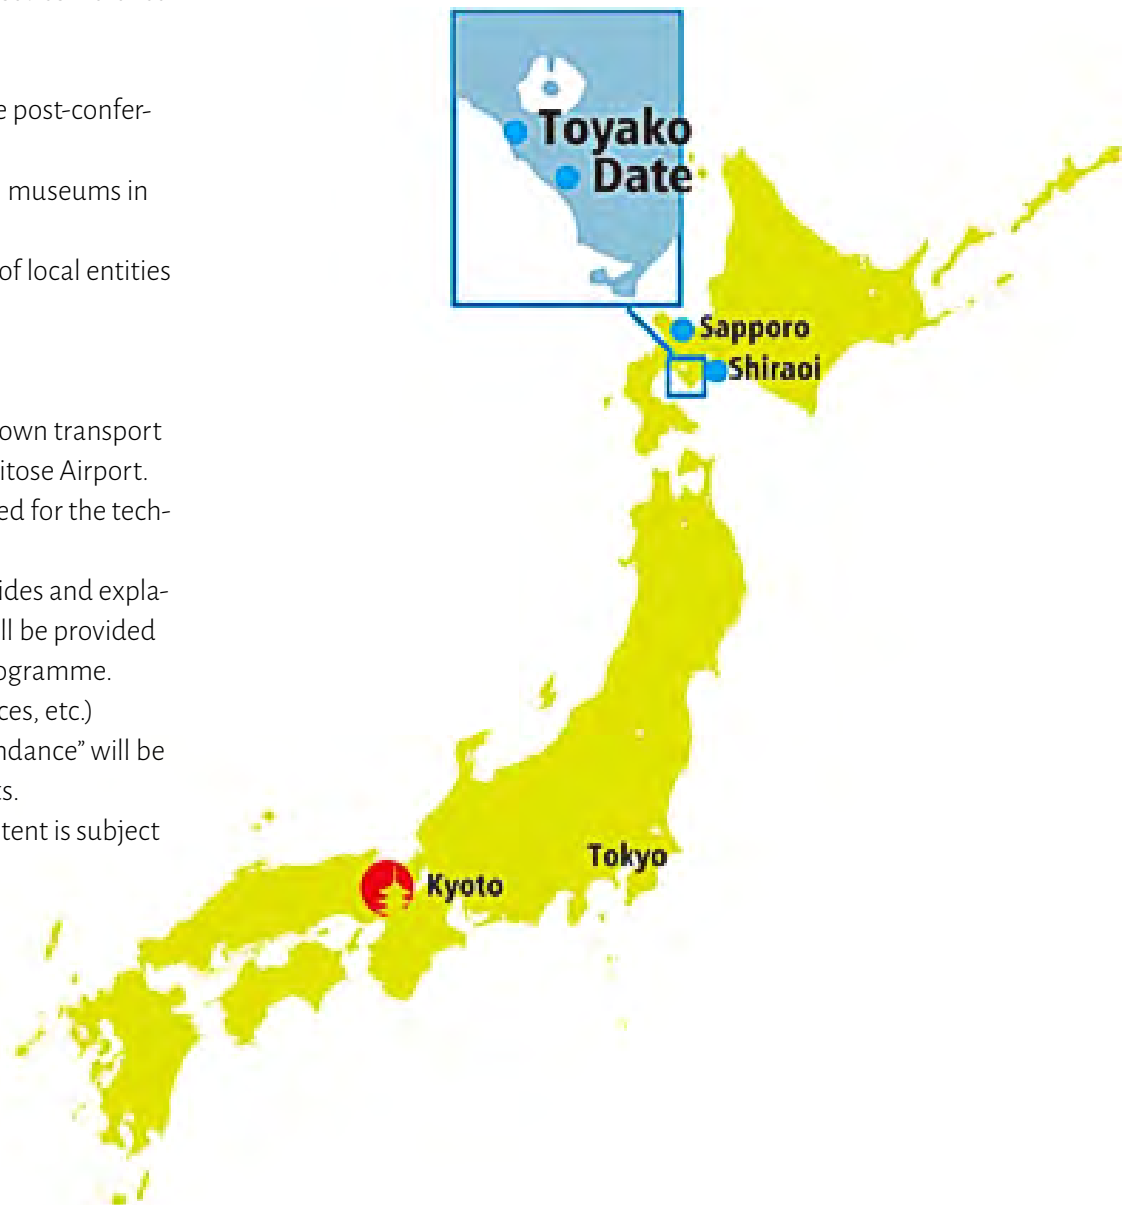 e post-confer-
museums in
of local entities
own transport
itose Airport.
ed for the tech-
ides and expla-
ll be provided
ogramme.
ces, etc.)
ndance” will be
ts.
tent is subject
Toyako
Date
Sapporo
Shiraoi
Tokyo
Kyoto